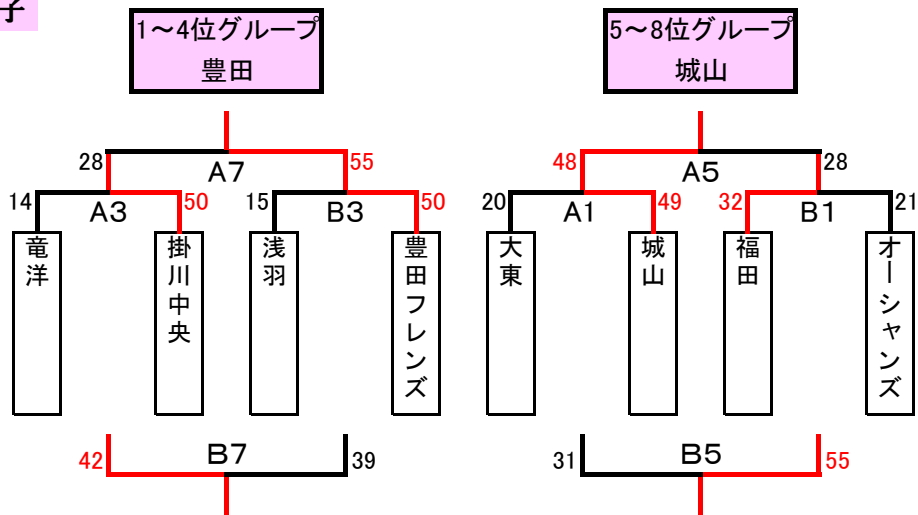 子
1～4位グループ
豊田
5～8位グループ
城山
28
A7
55
48
A5
28
14
A3
50
15
B3
50
20
A1
49
32
B1
21
竜洋
掛川中央
浅羽
豊田フレンズ
大東
城山
福田
オーシャンズ
42
B7
39
31
B5
55